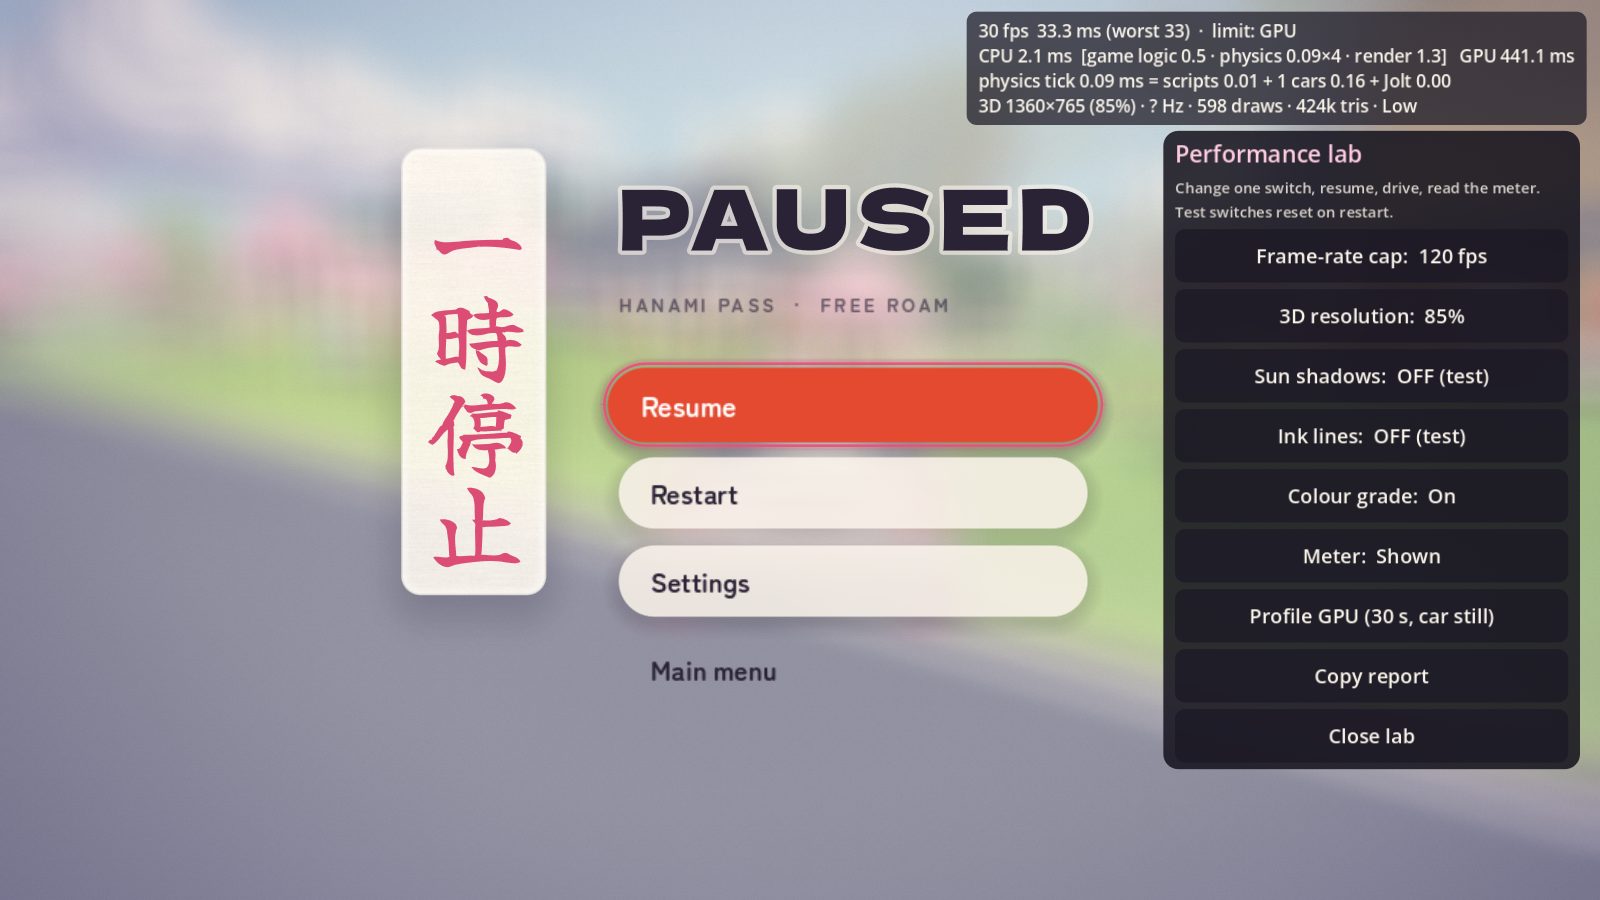 30 fps 33.3 ms (worst 33) · limit: GPU
CPU 2.1 ms [game logic 0.5 · physics 0.09×4 · render 1.3] GPU 441.1 ms
physics tick 0.09 ms = scripts 0.01 + 1 cars 0.16 + Jolt 0.00
3D 1360×765 (85%) · ? Hz · 598 draws · 424k tris · Low
一時停止
PAUSED
HANAMI PASS · FREE ROAM
Resume
Restart
Settings
Main menu
Performance lab
Change one switch, resume, drive, read the meter.
Test switches reset on restart.
Frame-rate cap: 120 fps
3D resolution: 85%
Sun shadows: OFF (test)
Ink lines: OFF (test)
Colour grade: On
Meter: Shown
Profile GPU (30 s, car still)
Copy report
Close lab